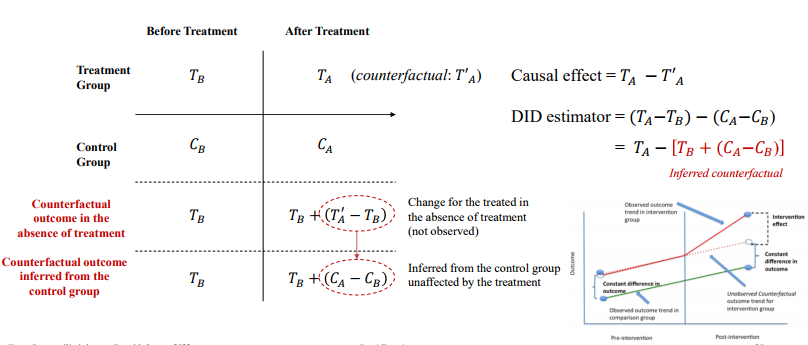 Before Treatment After Treatment
Treatment Group T_B T_A (counterfactual: T'_A) Causal effect = T_A − T'_A
DID estimator = (T_A−T_B) − (C_A−C_B)
Control Group C_B C_A = T_A − [T_B + (C_A−C_B)]
Inferred counterfactual
Counterfactual
outcome in the
absence of treatment
T_B T_B + (T'_A − T_B)
Change for the treated in
the absence of treatment
(not observed)
Counterfactual outcome
inferred from the
control group
T_B T_B + (C_A − C_B)
Inferred from the control group
unaffected by the treatment
Observed outcome
trend in intervention
group
Intervention
effect
Constant
difference in
outcome
Outcome
Constant difference in
outcome
Unobserved Counterfactual
outcome trend for
intervention group
Observed outcome trend in
comparison group
Pre-intervention Post-intervention